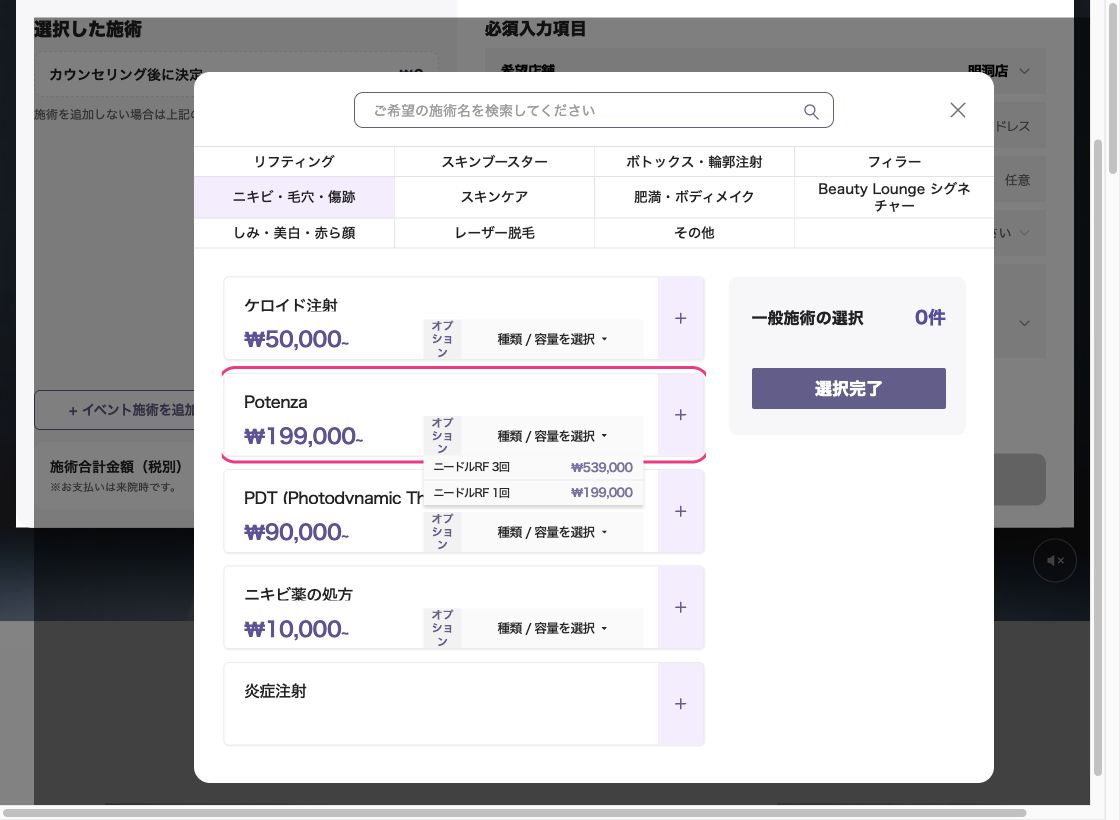 選択した施術
必須入力項目
カウンセリング後に決定
希望店舗
明洞店
施術を追加しない場合は上記の
ドレス
任意
さい
+ イベント施術を追加
施術合計金額（税別）
※お支払いは来院時です。
ご希望の施術名を検索してください
リフティング
スキンブースター
ボトックス・輪郭注射
フィラー
ニキビ・毛穴・傷跡
スキンケア
肥満・ボディメイク
Beauty Lounge シグネ
チャー
しみ・美白・赤ら顔
レーザー脱毛
その他
ケロイド注射
₩50,000~
オプ
ショ
ン
種類 / 容量を選択
+
Potenza
₩199,000~
オプ
ショ
ン
種類 / 容量を選択
+
ニードルRF 3回 ₩539,000
ニードルRF 1回 ₩199,000
PDT (Photodynamic Th
₩90,000~
オプ
ショ
ン
種類 / 容量を選択
+
ニキビ薬の処方
₩10,000~
オプ
ショ
ン
種類 / 容量を選択
+
炎症注射
+
一般施術の選択 0件
選択完了